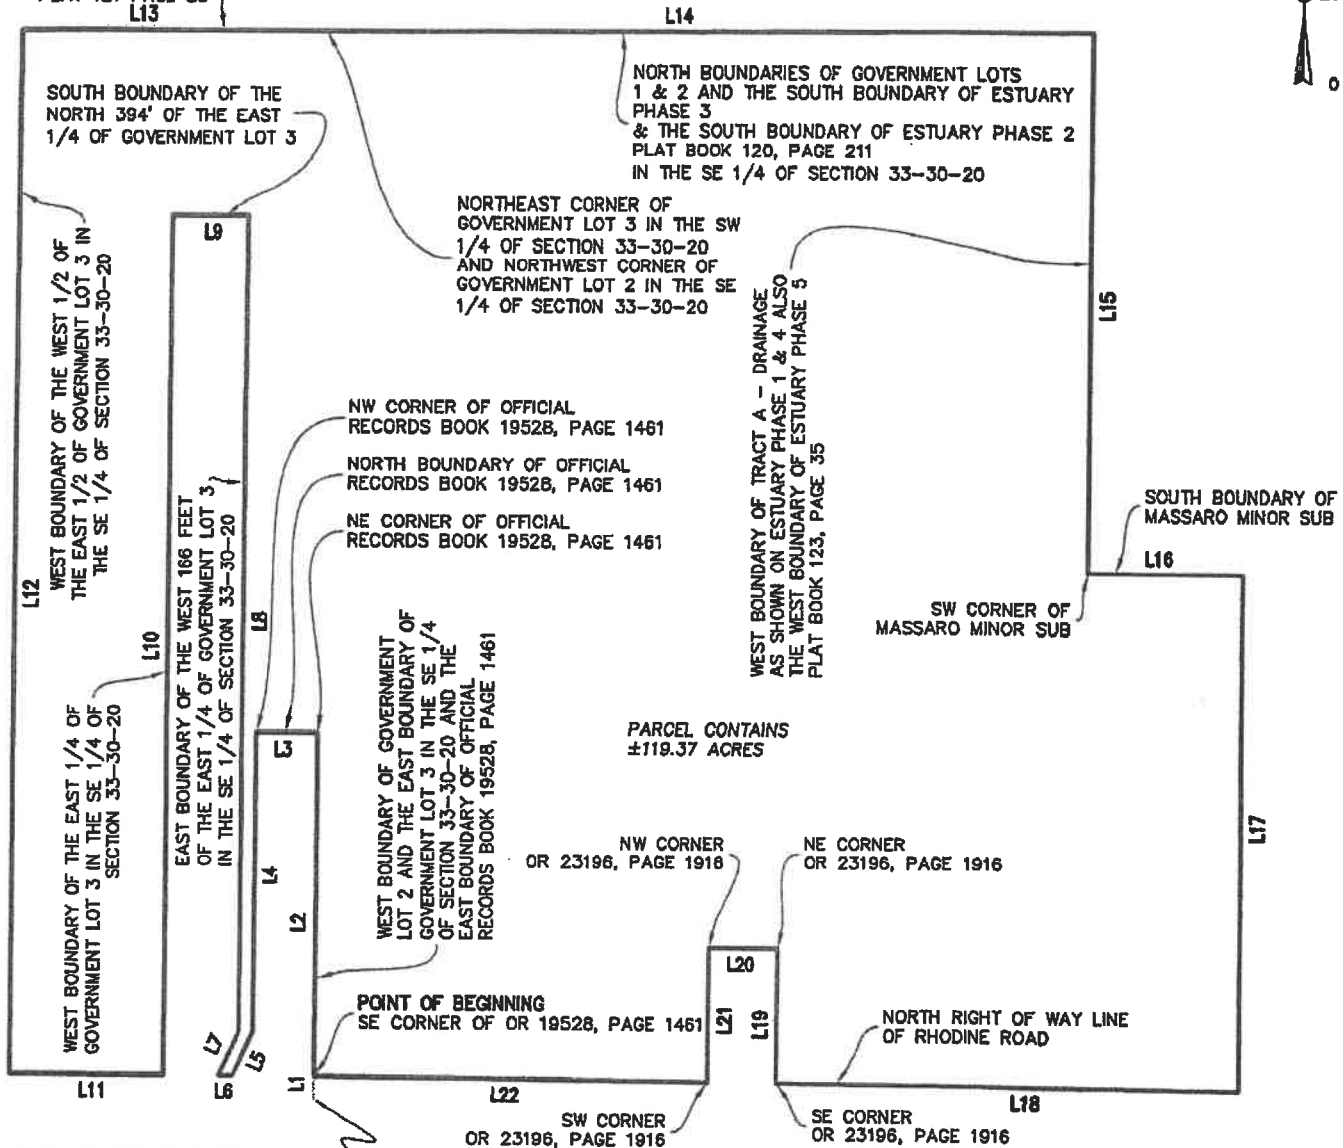 L13
L14
SOUTH BOUNDARY OF THE
NORTH 394' OF THE EAST
1/4 OF GOVERNMENT LOT 3
NORTH BOUNDARIES OF GOVERNMENT LOTS
1 & 2 AND THE SOUTH BOUNDARY OF ESTUARY
PHASE 3
& THE SOUTH BOUNDARY OF ESTUARY PHASE 2
PLAT BOOK 120, PAGE 211
IN THE SE 1/4 OF SECTION 33-30-20
NORTHEAST CORNER OF
GOVERNMENT LOT 3 IN THE SW
1/4 OF SECTION 33-30-20
AND NORTHWEST CORNER OF
GOVERNMENT LOT 2 IN THE SE
1/4 OF SECTION 33-30-20
L9
WEST BOUNDARY OF THE WEST 1/2 OF
THE EAST 1/2 OF GOVERNMENT LOT 3 IN
THE SE 1/4 OF SECTION 33-30-20
WEST BOUNDARY OF TRACT A - DRAINAGE
AS SHOWN ON ESTUARY PHASE 1 & 4 ALSO
THE WEST BOUNDARY OF ESTUARY PHASE 5
PLAT BOOK 123, PAGE 35
L15
NW CORNER OF OFFICIAL
RECORDS BOOK 19528, PAGE 1461
NORTH BOUNDARY OF OFFICIAL
RECORDS BOOK 19528, PAGE 1461
NE CORNER OF OFFICIAL
RECORDS BOOK 19528, PAGE 1461
SOUTH BOUNDARY OF
MASSARO MINOR SUB
L16
SW CORNER OF
MASSARO MINOR SUB
L12
L10
L8
EAST BOUNDARY OF THE WEST 166 FEET
OF THE EAST 1/4 OF GOVERNMENT LOT 3
IN THE SE 1/4 OF SECTION 33-30-20
WEST BOUNDARY OF THE EAST 1/4 OF
GOVERNMENT LOT 3 IN THE SE 1/4 OF
SECTION 33-30-20
WEST BOUNDARY OF GOVERNMENT
LOT 2 AND THE EAST BOUNDARY OF
GOVERNMENT LOT 3 IN THE SE 1/4
OF SECTION 33-30-20 AND THE
EAST BOUNDARY OF OFFICIAL
RECORDS BOOK 19528, PAGE 1461
L3
PARCEL CONTAINS
±119.37 ACRES
L17
L4
L2
NW CORNER
OR 23196, PAGE 1916
NE CORNER
OR 23196, PAGE 1916
L20
L21
L19
POINT OF BEGINNING
SE CORNER OF OR 19528, PAGE 1461
NORTH RIGHT OF WAY LINE
OF RHODINE ROAD
L7
L5
L11
L6
L1
L22
L18
SW CORNER
OR 23196, PAGE 1916
SE CORNER
OR 23196, PAGE 1916